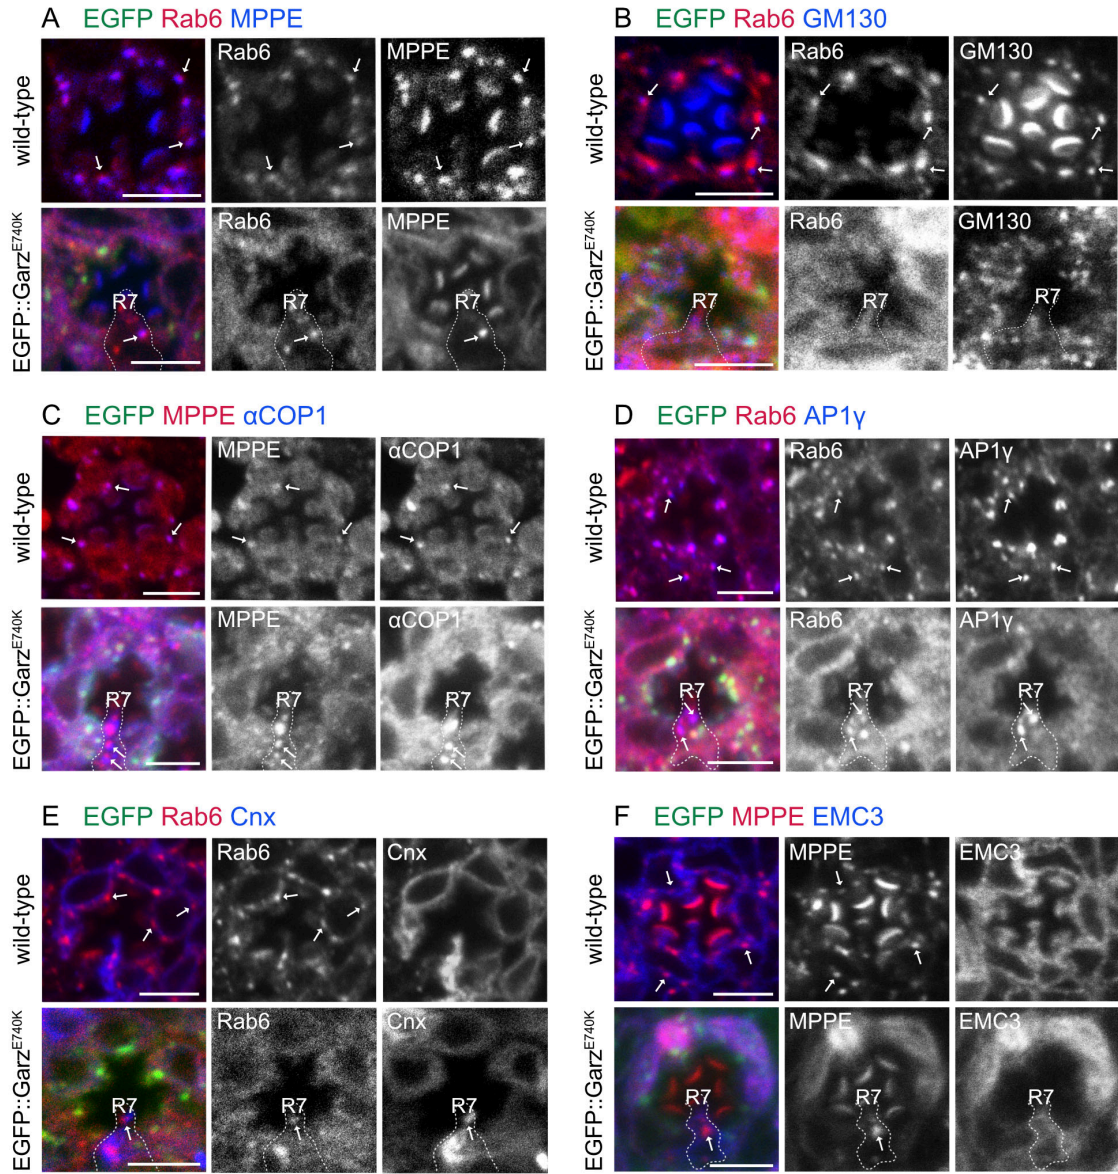 A EGFP Rab6 MPPE
wild-type
Rab6
MPPE
EGFP::Garz^E740K
R7
Rab6
R7
MPPE
R7
B EGFP Rab6 GM130
wild-type
Rab6
GM130
EGFP::Garz^E740K
R7
Rab6
R7
GM130
R7
C EGFP MPPE αCOP1
wild-type
MPPE
αCOP1
EGFP::Garz^E740K
R7
MPPE
R7
αCOP1
R7
D EGFP Rab6 AP1γ
wild-type
Rab6
AP1γ
EGFP::Garz^E740K
R7
Rab6
R7
AP1γ
R7
E EGFP Rab6 Cnx
wild-type
Rab6
Cnx
EGFP::Garz^E740K
R7
Rab6
R7
Cnx
R7
F EGFP MPPE EMC3
wild-type
MPPE
EMC3
EGFP::Garz^E740K
R7
MPPE
R7
EMC3
R7